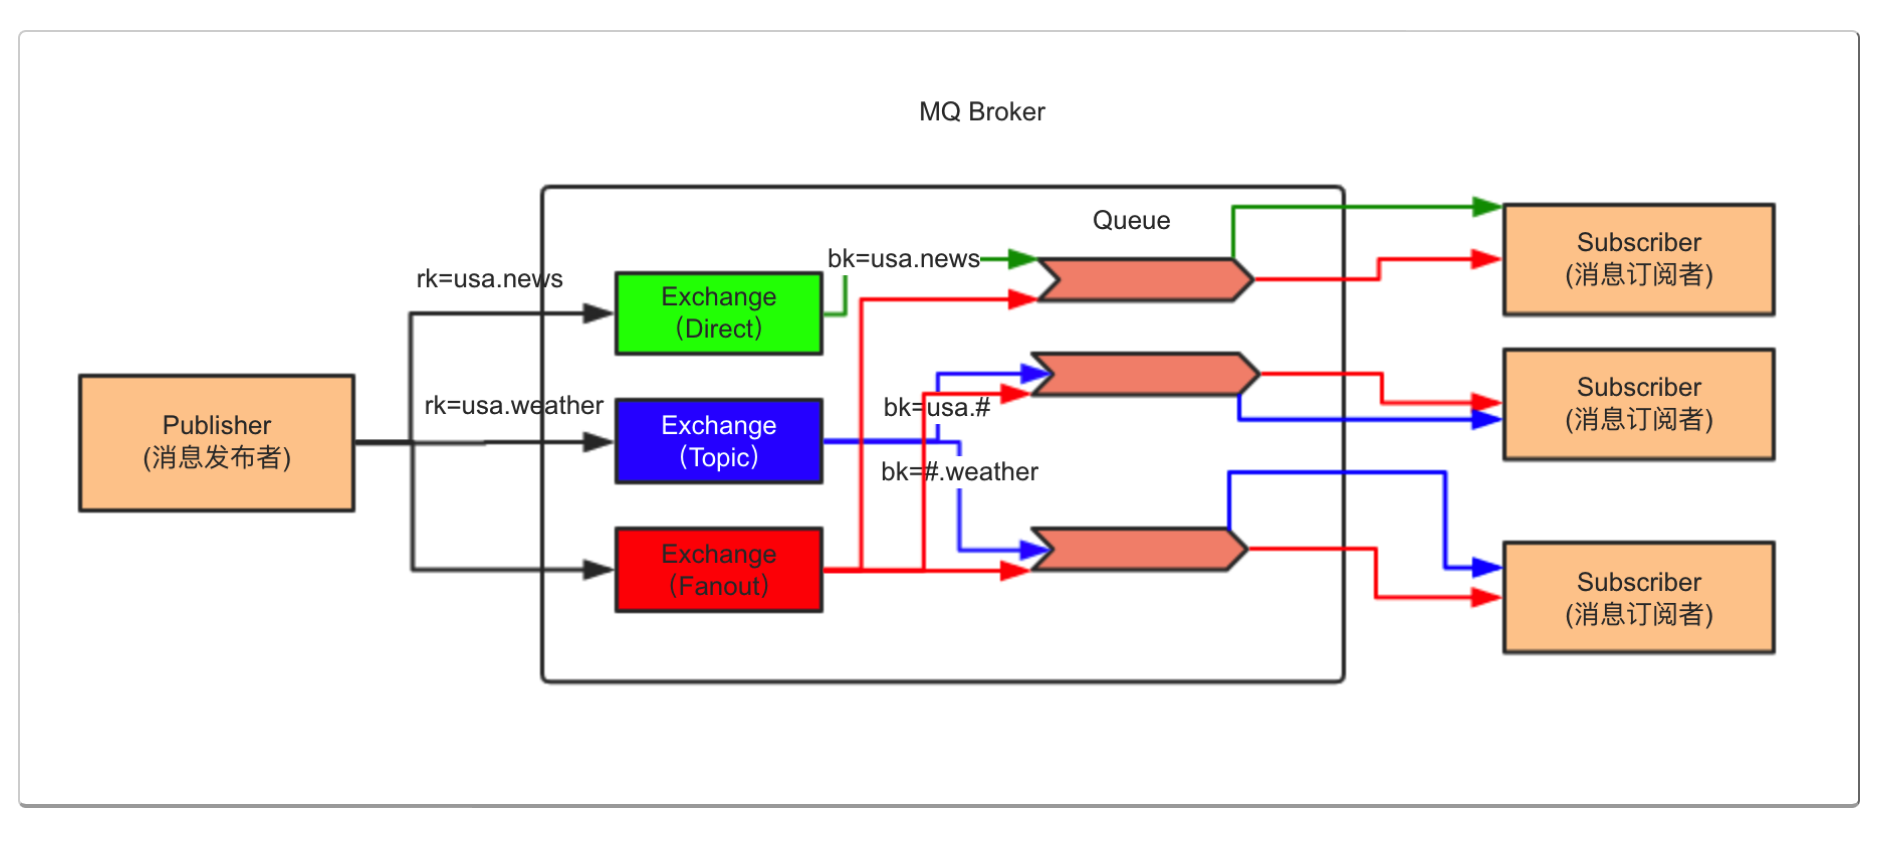 MQ Broker
Queue
rk=usa.news
bk=usa.news
Exchange
（Direct）
Subscriber
(消息订阅者)
Publisher
(消息发布者)
rk=usa.weather
Exchange
（Topic）
bk=usa.#
bk=#.weather
Subscriber
(消息订阅者)
Exchange
（Fanout）
Subscriber
(消息订阅者)